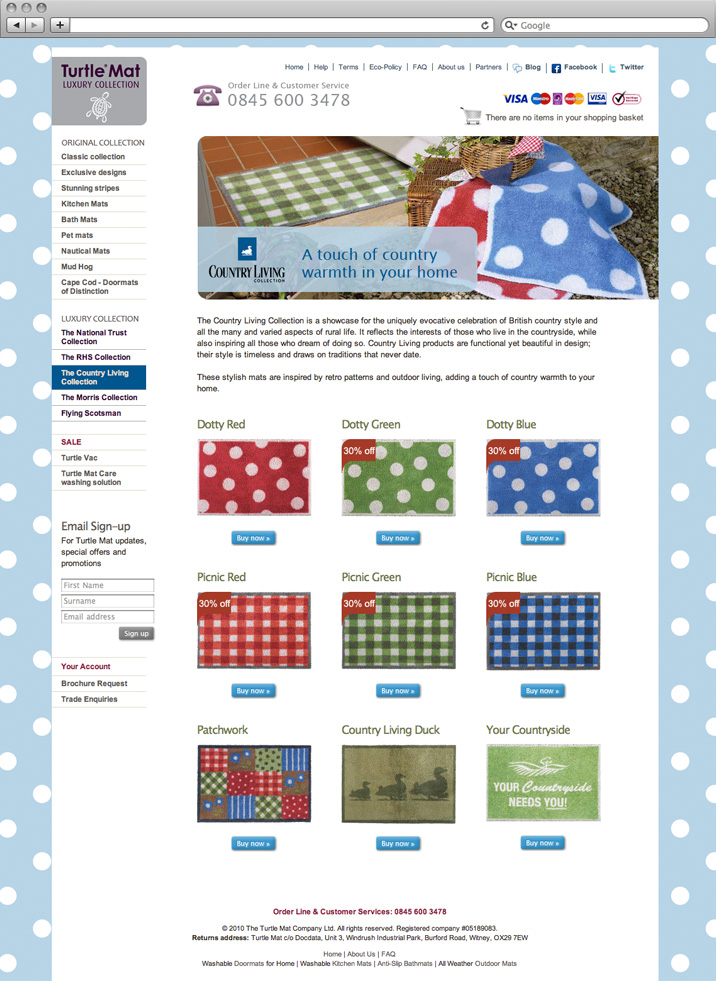 Google
Turtle Mat
LUXURY COLLECTION
Home | Help | Terms | Eco-Policy | FAQ | About us | Partners | Blog | Facebook | Twitter
Order Line & Customer Service
0845 600 3478
VISA VISA
There are no items in your shopping basket
ORIGINAL COLLECTION
Classic collection
Exclusive designs
Stunning stripes
Kitchen Mats
Bath Mats
Pet mats
Nautical Mats
Mud Hog
Cape Cod - Doormats
of Distinction
LUXURY COLLECTION
The National Trust
Collection
The RHS Collection
The Country Living
Collection
The Morris Collection
Flying Scotsman
SALE
Turtle Vac
Turtle Mat Care
washing solution
Email Sign-up
For Turtle Mat updates,
special offers and
promotions
First Name
Surname
Email address
Sign up
Your Account
Brochure Request
Trade Enquiries
COUNTRY LIVING
COLLECTION
A touch of country
warmth in your home
The Country Living Collection is a showcase for the uniquely evocative celebration of British country style and
all the many and varied aspects of rural life. It reflects the interests of those who live in the countryside, while
also inspiring all those who dream of doing so. Country Living products are functional yet beautiful in design;
their style is timeless and draws on traditions that never date.
These stylish mats are inspired by retro patterns and outdoor living, adding a touch of country warmth to your
home.
Dotty Red Dotty Green Dotty Blue
30% off 30% off
Buy now » Buy now » Buy now »
Picnic Red Picnic Green Picnic Blue
30% off 30% off 30% off
Buy now » Buy now » Buy now »
Patchwork Country Living Duck Your Countryside
YOUR Countryside
NEEDS YOU!
Buy now » Buy now » Buy now »
Order Line & Customer Services: 0845 600 3478
© 2010 The Turtle Mat Company Ltd. All rights reserved. Registered company #05189083.
Returns address: Turtle Mat c/o Docdata, Unit 3, Windrush Industrial Park, Burford Road, Witney, OX29 7EW
Home | About Us | FAQ
Washable Doormats for Home | Washable Kitchen Mats | Anti-Slip Bathmats | All Weather Outdoor Mats